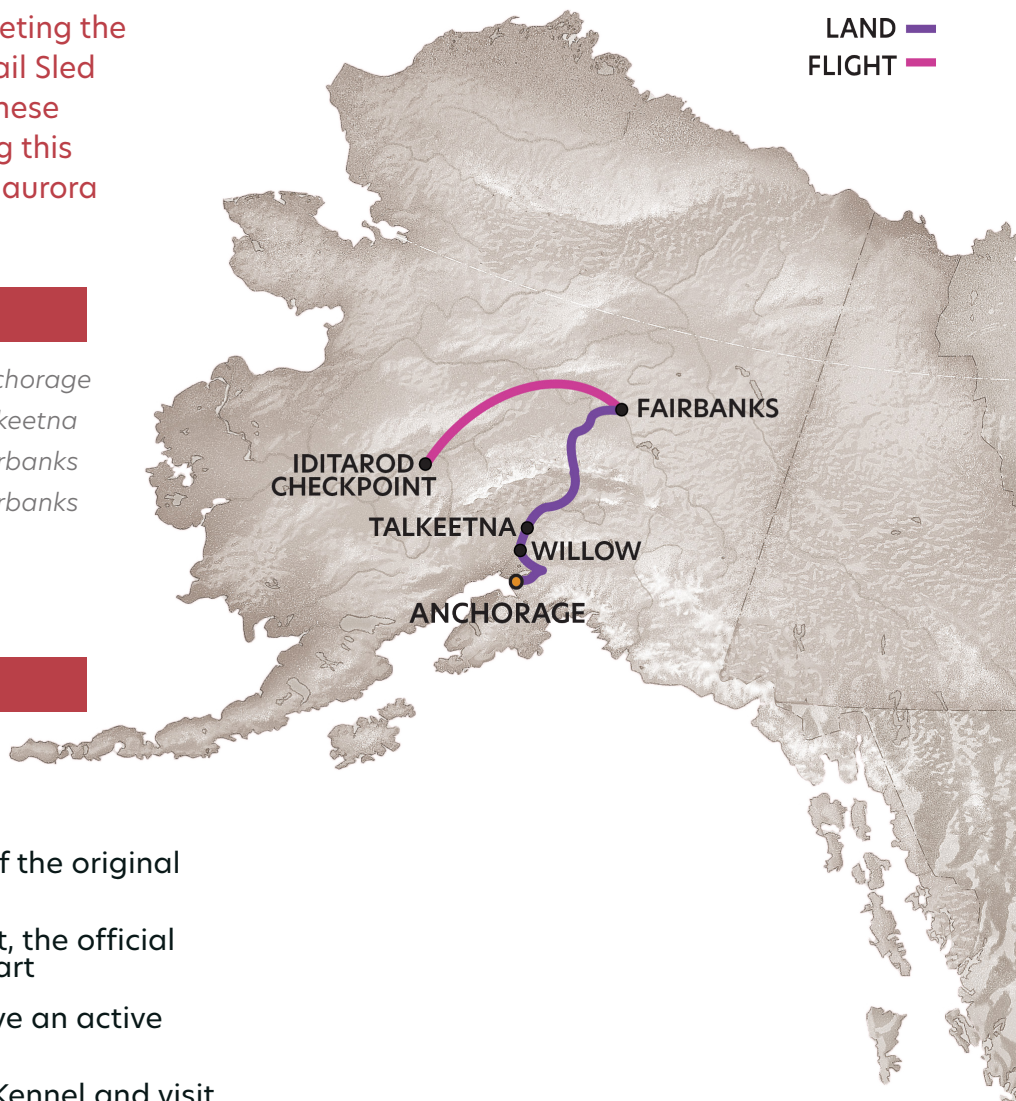 eting the
ail Sled
hese
g this
aurora
chorage
keetna
rbanks
rbanks
f the original
t, the official
art
ve an active
Kennel and visit
LAND
FLIGHT
FAIRBANKS
IDITAROD
CHECKPOINT
TALKEETNA
WILLOW
ANCHORAGE